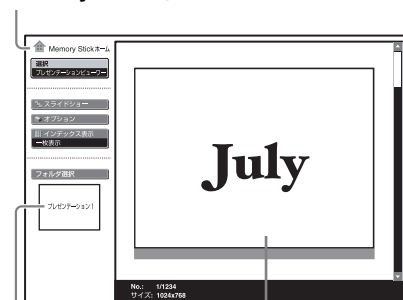 Memory Stickホーム
選択
プレゼンテーションビューワー
スライドショー
オプション
インデックス表示
一枚表示
フォルダ選択
プレゼンテーション1
July
No.: 1/1234
サイズ: 1024x768